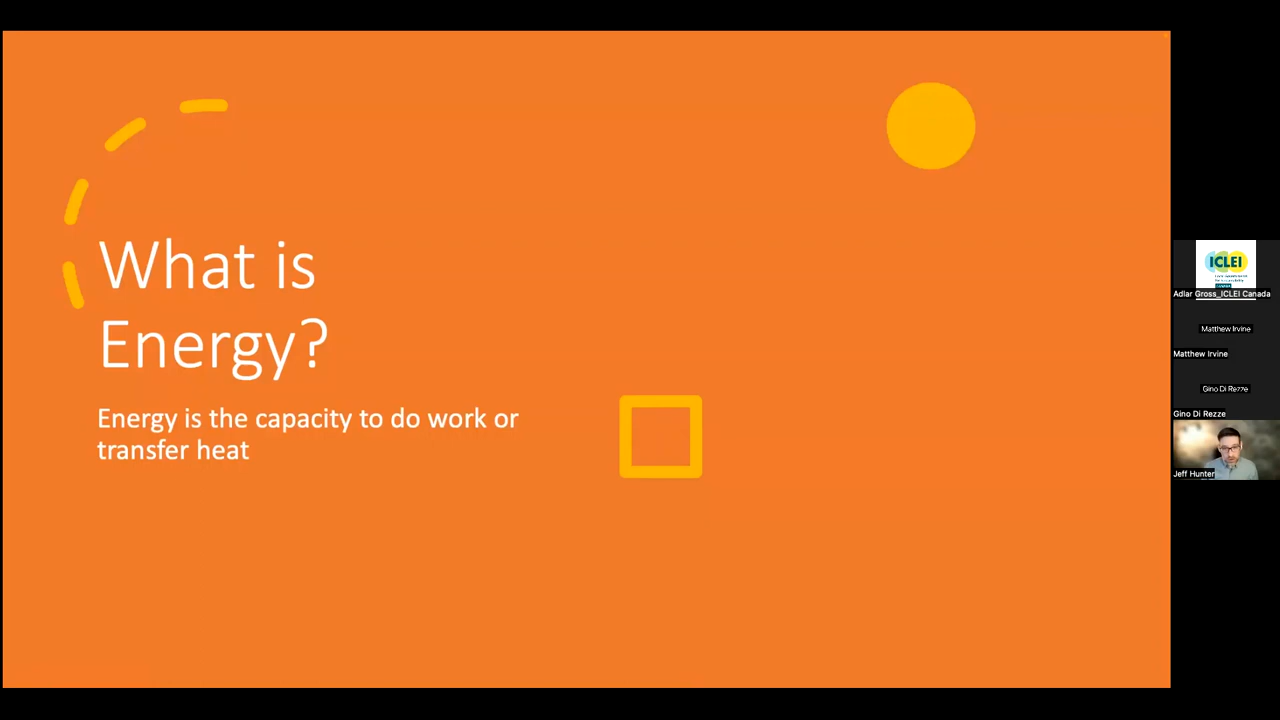 What is
Energy?
Energy is the capacity to do work or
transfer heat
ICLEI
Adlar Gross_ICLEI Canada
Matthew Irvine
Matthew Irvine
Gino Di Rezze
Gino Di Rezze
Jeff Hunter